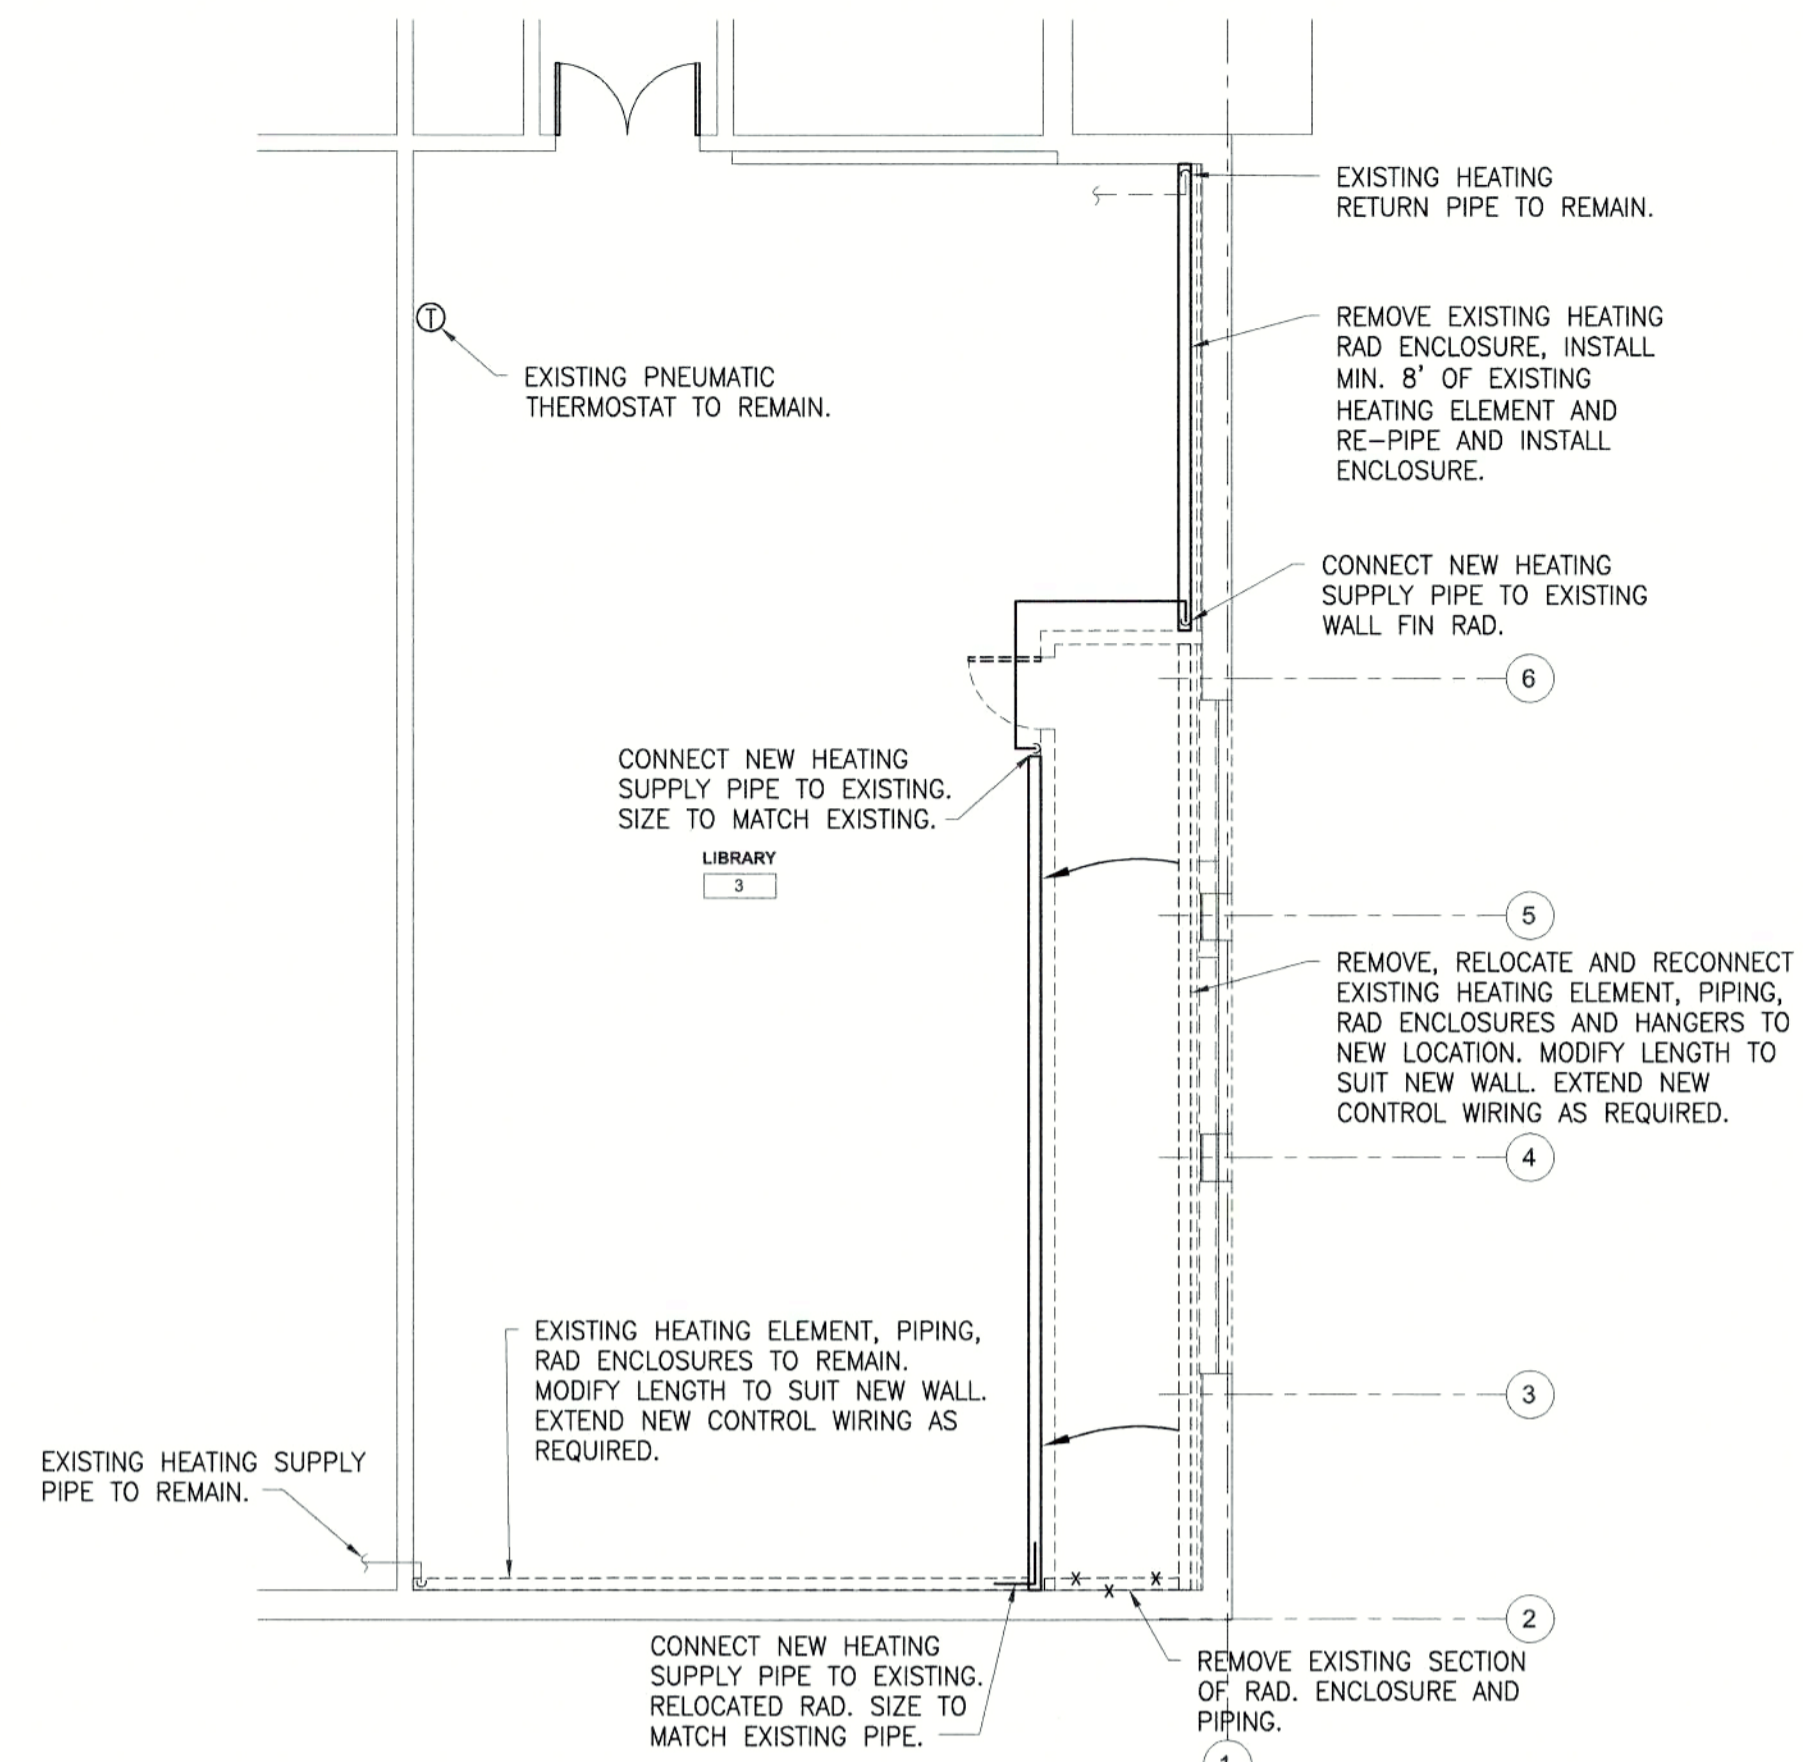 EXISTING HEATING
RETURN PIPE TO REMAIN.
REMOVE EXISTING HEATING
RAD ENCLOSURE, INSTALL
MIN. 8' OF EXISTING
HEATING ELEMENT AND
RE-PIPE AND INSTALL
ENCLOSURE.
T
EXISTING PNEUMATIC
THERMOSTAT TO REMAIN.
CONNECT NEW HEATING
SUPPLY PIPE TO EXISTING
WALL FIN RAD.
6
CONNECT NEW HEATING
SUPPLY PIPE TO EXISTING.
SIZE TO MATCH EXISTING.
LIBRARY
3
5
REMOVE, RELOCATE AND RECONNECT
EXISTING HEATING ELEMENT, PIPING,
RAD ENCLOSURES AND HANGERS TO
NEW LOCATION. MODIFY LENGTH TO
SUIT NEW WALL. EXTEND NEW
CONTROL WIRING AS REQUIRED.
4
EXISTING HEATING ELEMENT, PIPING,
RAD ENCLOSURES TO REMAIN.
MODIFY LENGTH TO SUIT NEW WALL.
EXTEND NEW CONTROL WIRING AS
REQUIRED.
3
EXISTING HEATING SUPPLY
PIPE TO REMAIN.
X X X
2
CONNECT NEW HEATING
SUPPLY PIPE TO EXISTING.
RELOCATED RAD. SIZE TO
MATCH EXISTING PIPE.
REMOVE EXISTING SECTION
OF RAD. ENCLOSURE AND
PIPING.
1